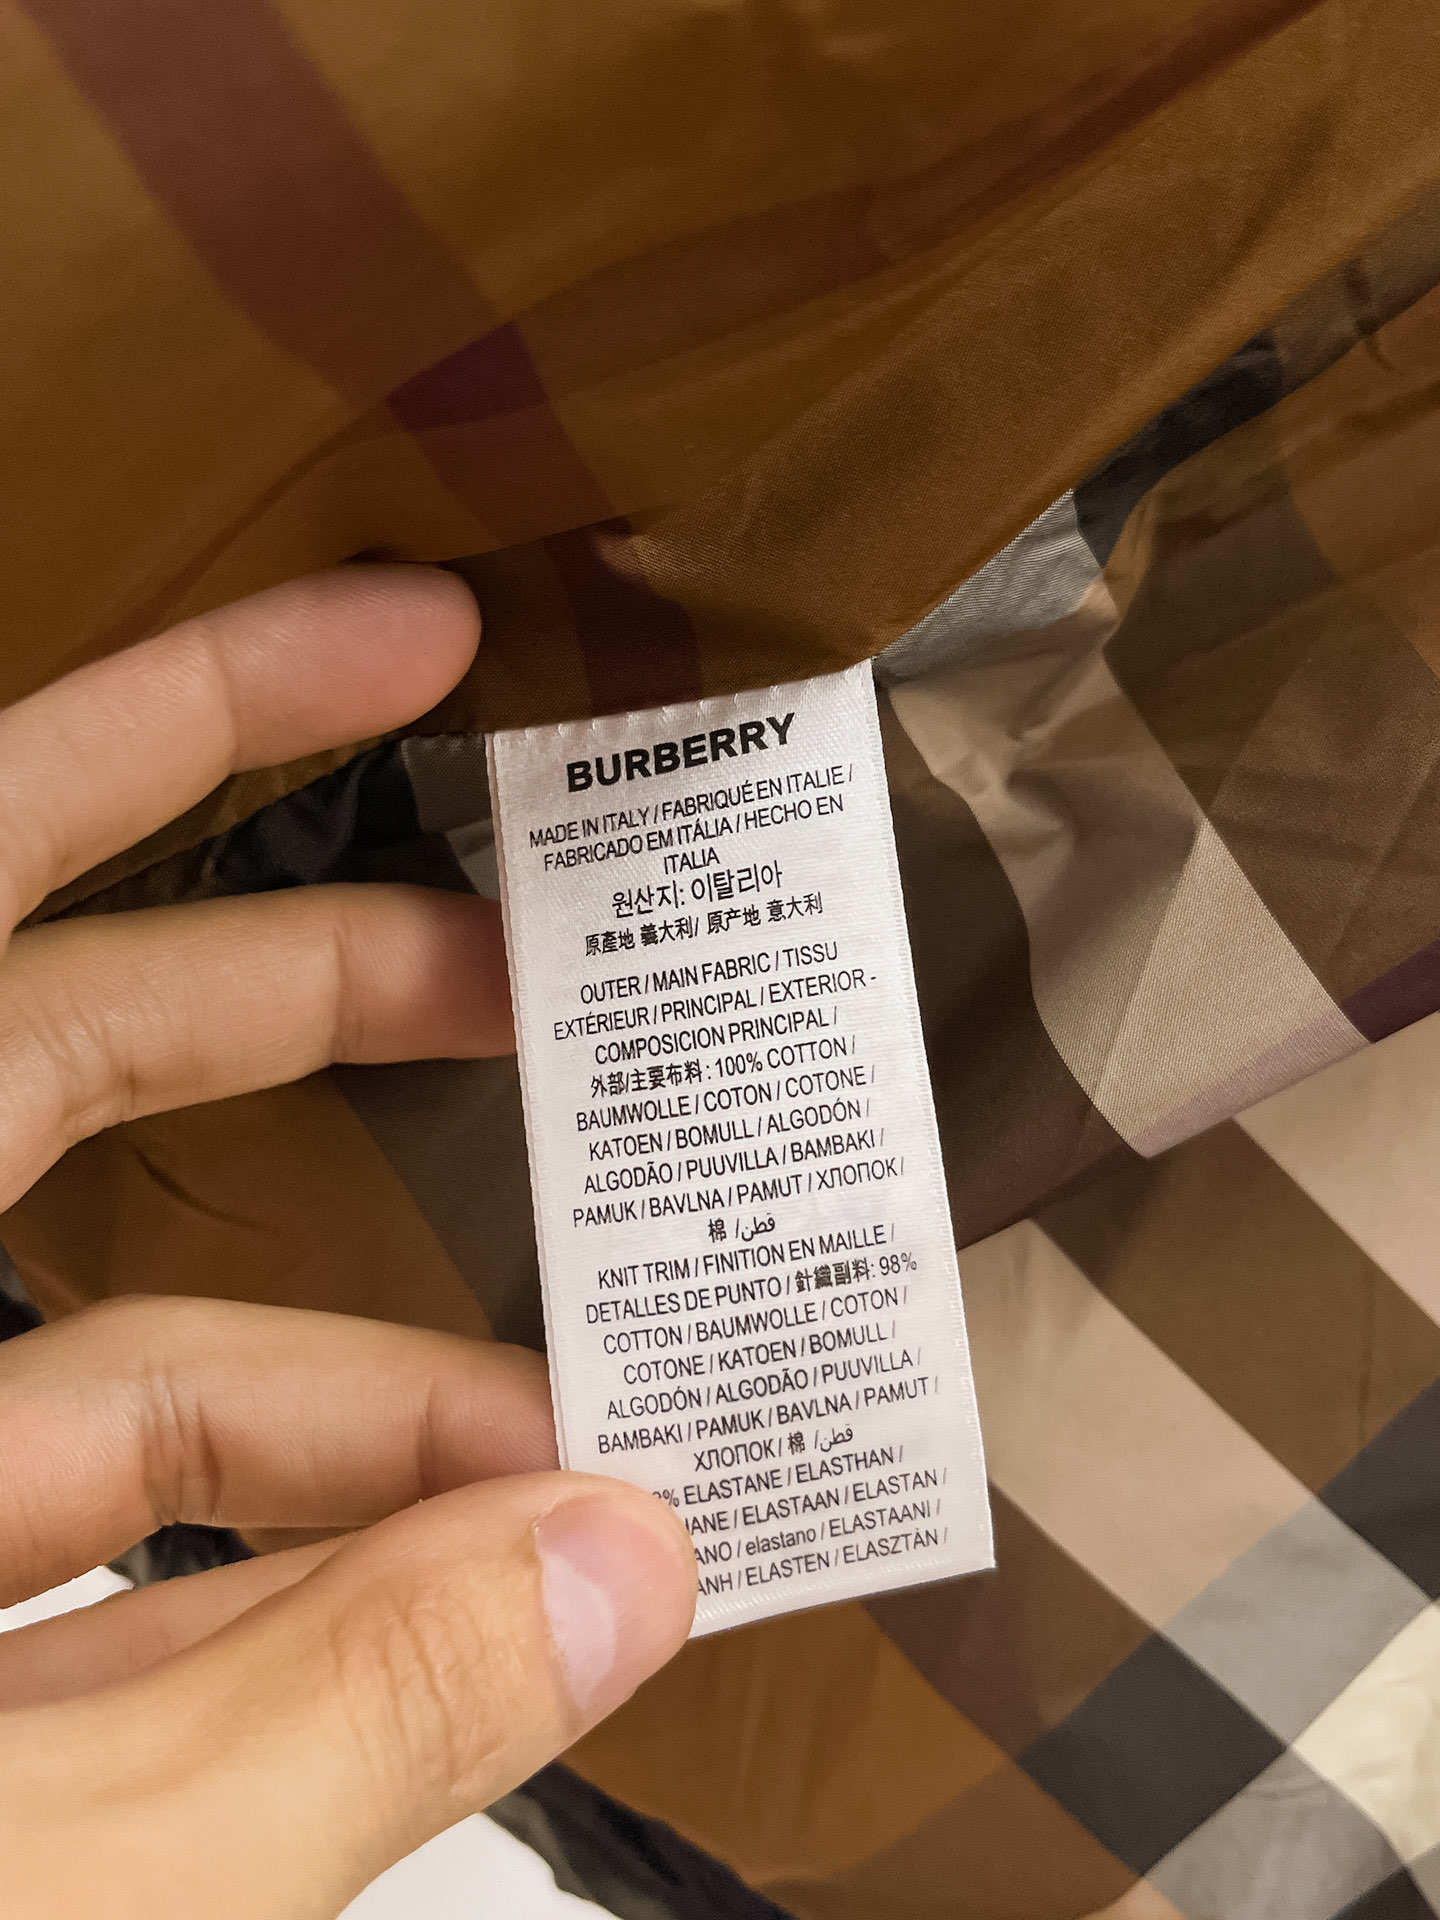 BURBERRY
MADE IN ITALY / FABRIQUÉ EN ITALIE /
FABRICADO EM ITÁLIA / HECHO EN
ITALIA
원산지: 이탈리아
原產地 義大利/ 原产地 意大利
OUTER / MAIN FABRIC / TISSU
EXTÉRIEUR / PRINCIPAL / EXTERIOR -
COMPOSICION PRINCIPAL /
外部/主要布料 : 100% COTTON /
BAUMWOLLE / COTON / COTONE /
KATOEN / BOMULL / ALGODÓN /
ALGODÃO / PUUVILLA / BAMBAKI /
PAMUK / BAVLNA / PAMUT / ХЛОПОК /
棉 /قطن
KNIT TRIM / FINITION EN MAILLE /
DETALLES DE PUNTO / 針織副料: 98%
COTTON / BAUMWOLLE / COTON /
COTONE / KATOEN / BOMULL /
ALGODÓN / ALGODÃO / PUUVILLA /
BAMBAKI / PAMUK / BAVLNA / PAMUT /
ХЛОПОК / 棉 /قطن
% ELASTANE / ELASTHAN /
ELASTAAN / ELASTAN /
elastano / ELASTAANI /
ELASTEN / ELASZTÁN /